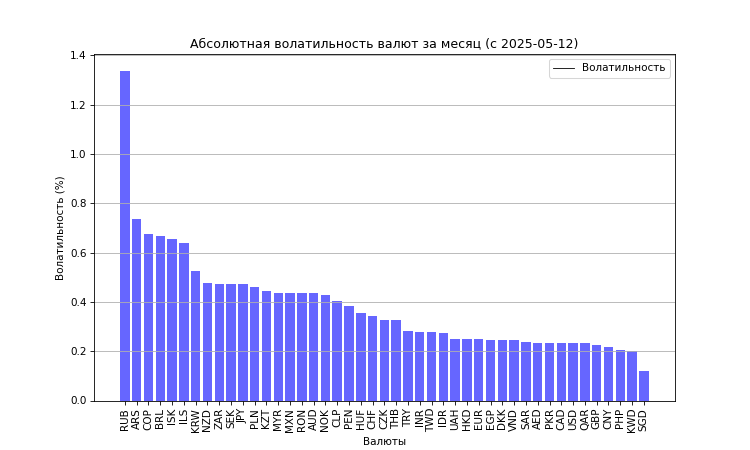 Абсолютная волатильность валют за месяц (с 2025-05-12)
Волатильность
Волатильность (%)
1.4
1.2
1.0
0.8
0.6
0.4
0.2
0.0
RUB
ARS
COP
BRL
ISK
ILS
KRW
NZD
ZAR
SEK
JPY
PLN
KZT
MYR
MXN
RON
AUD
NOK
CLP
PEN
HUF
CHF
CZK
THB
TRY
INR
TWD
IDR
UAH
HKD
EUR
EGP
DKK
VND
SAR
AED
PKR
CAD
USD
QAR
GBP
CNY
PHP
KWD
SGD
Валюты